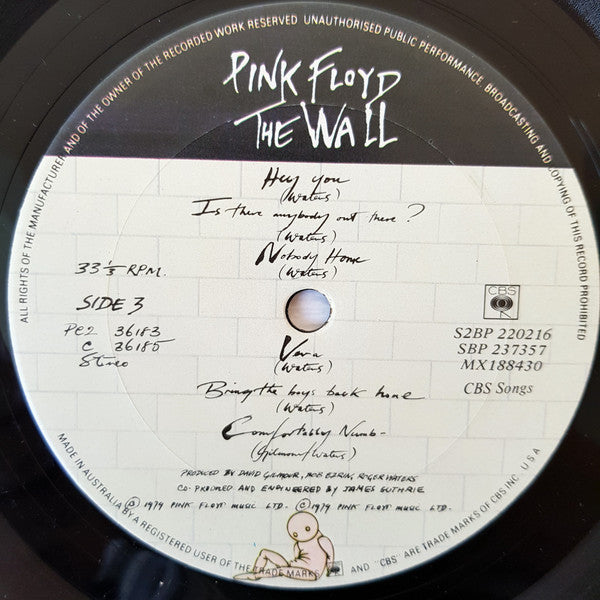 ALL RIGHTS OF THE MANUFACTURER AND OF THE OWNER OF THE RECORDED WORK RESERVED UNAUTHORISED PUBLIC PERFORMANCE, BROADCASTING AND COPYING OF THIS RECORD PROHIBITED
PINK FLOYD
THE WALL
Hey you
(Waters)
Is there anybody out there?
(Waters)
Nobody Home
(Waters)
33 1/3 RPM.
SIDE 3
PC2 36183
C 36185
Stereo
CBS
S2BP 220216
SBP 237357
MX188430
CBS Songs
Vera
(Waters)
Bring the boys back home
(Waters)
Comfortably Numb
(Gilmour/Waters)
PRODUCED BY DAVID GILMOUR, BOB EZRIN, ROGER WATERS
CO-PRODUCED AND ENGINEERED BY JAMES GUTHRIE
℗ 1979 PINK FLOYD MUSIC LTD. © 1979 PINK FLOYD MUSIC LTD.
MADE IN AUSTRALIA BY A REGISTERED USER OF THE TRADE MARKS AND "CBS" ARE TRADE MARKS OF CBS INC. U S A